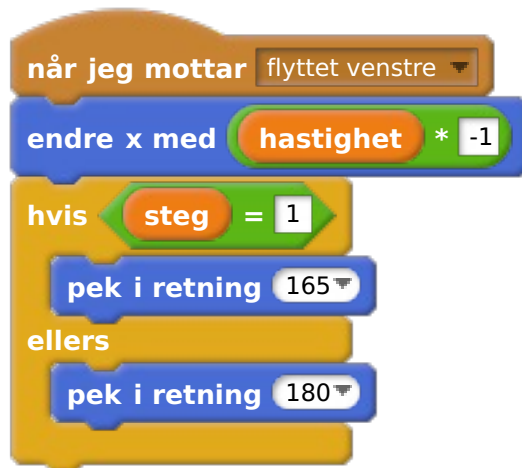 når jeg mottar flyttet venstre
endre x med hastighet * -1
hvis steg = 1
pek i retning 165
ellers
pek i retning 180